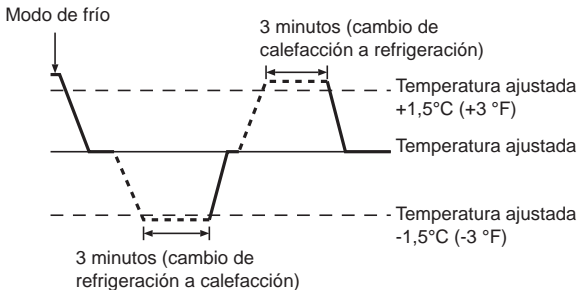 Modo de frío
3 minutos (cambio de
calefacción a refrigeración)
Temperatura ajustada
+1,5°C (+3 °F)
Temperatura ajustada
Temperatura ajustada
-1,5°C (-3 °F)
3 minutos (cambio de
refrigeración a calefacción)